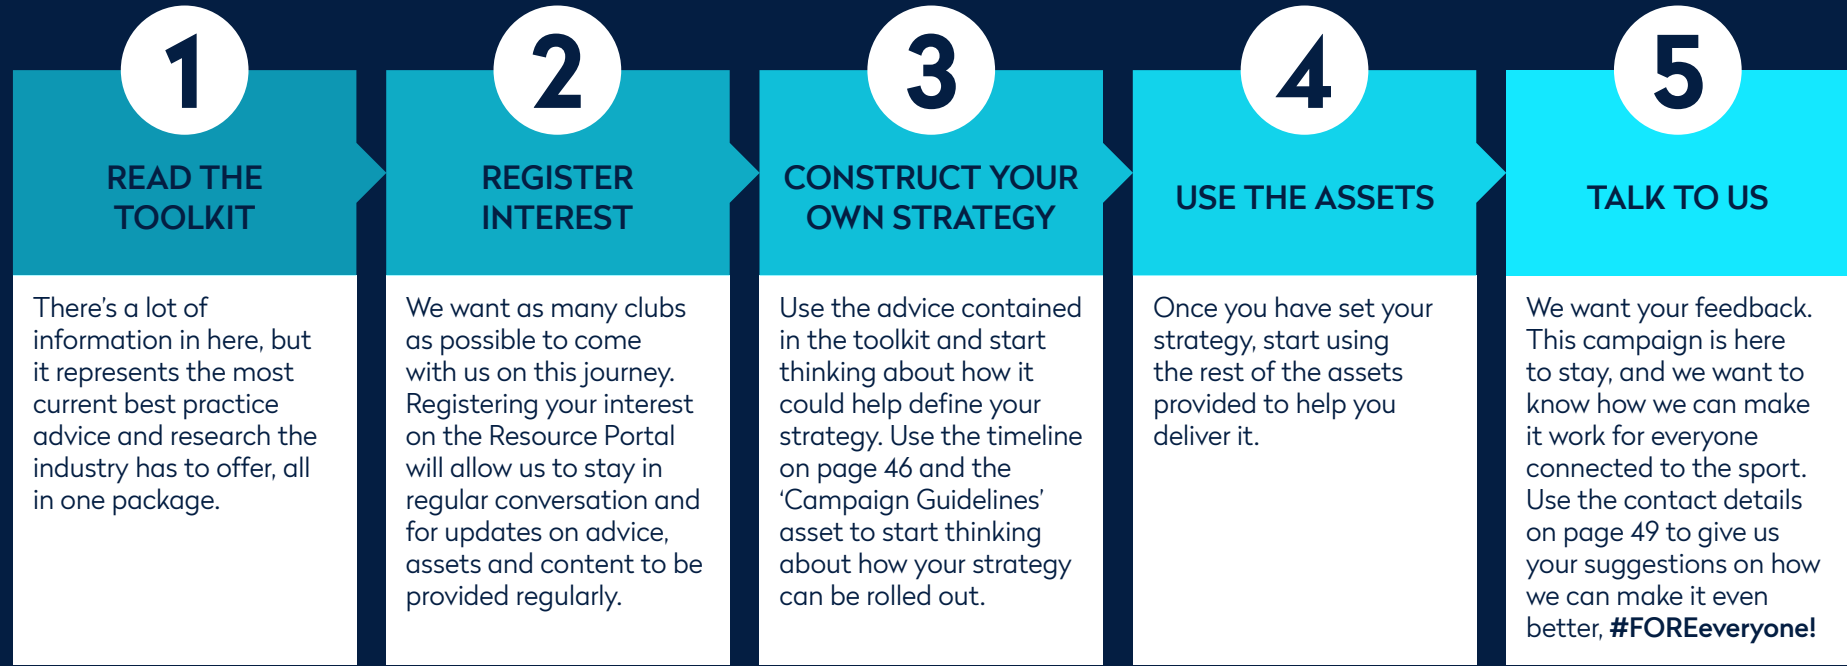 1
READ THE
TOOLKIT
There’s a lot of
information in here, but
it represents the most
current best practice
advice and research the
industry has to offer, all
in one package.
2
REGISTER
INTEREST
We want as many clubs
as possible to come
with us on this journey.
Registering your interest
on the Resource Portal
will allow us to stay in
regular conversation and
for updates on advice,
assets and content to be
provided regularly.
3
CONSTRUCT YOUR
OWN STRATEGY
Use the advice contained
in the toolkit and start
thinking about how it
could help define your
strategy. Use the timeline
on page 46 and the
‘Campaign Guidelines’
asset to start thinking
about how your strategy
can be rolled out.
4
USE THE ASSETS
Once you have set your
strategy, start using
the rest of the assets
provided to help you
deliver it.
5
TALK TO US
We want your feedback.
This campaign is here
to stay, and we want to
know how we can make
it work for everyone
connected to the sport.
Use the contact details
on page 49 to give us
your suggestions on how
we can make it even
better, #FOREeveryone!